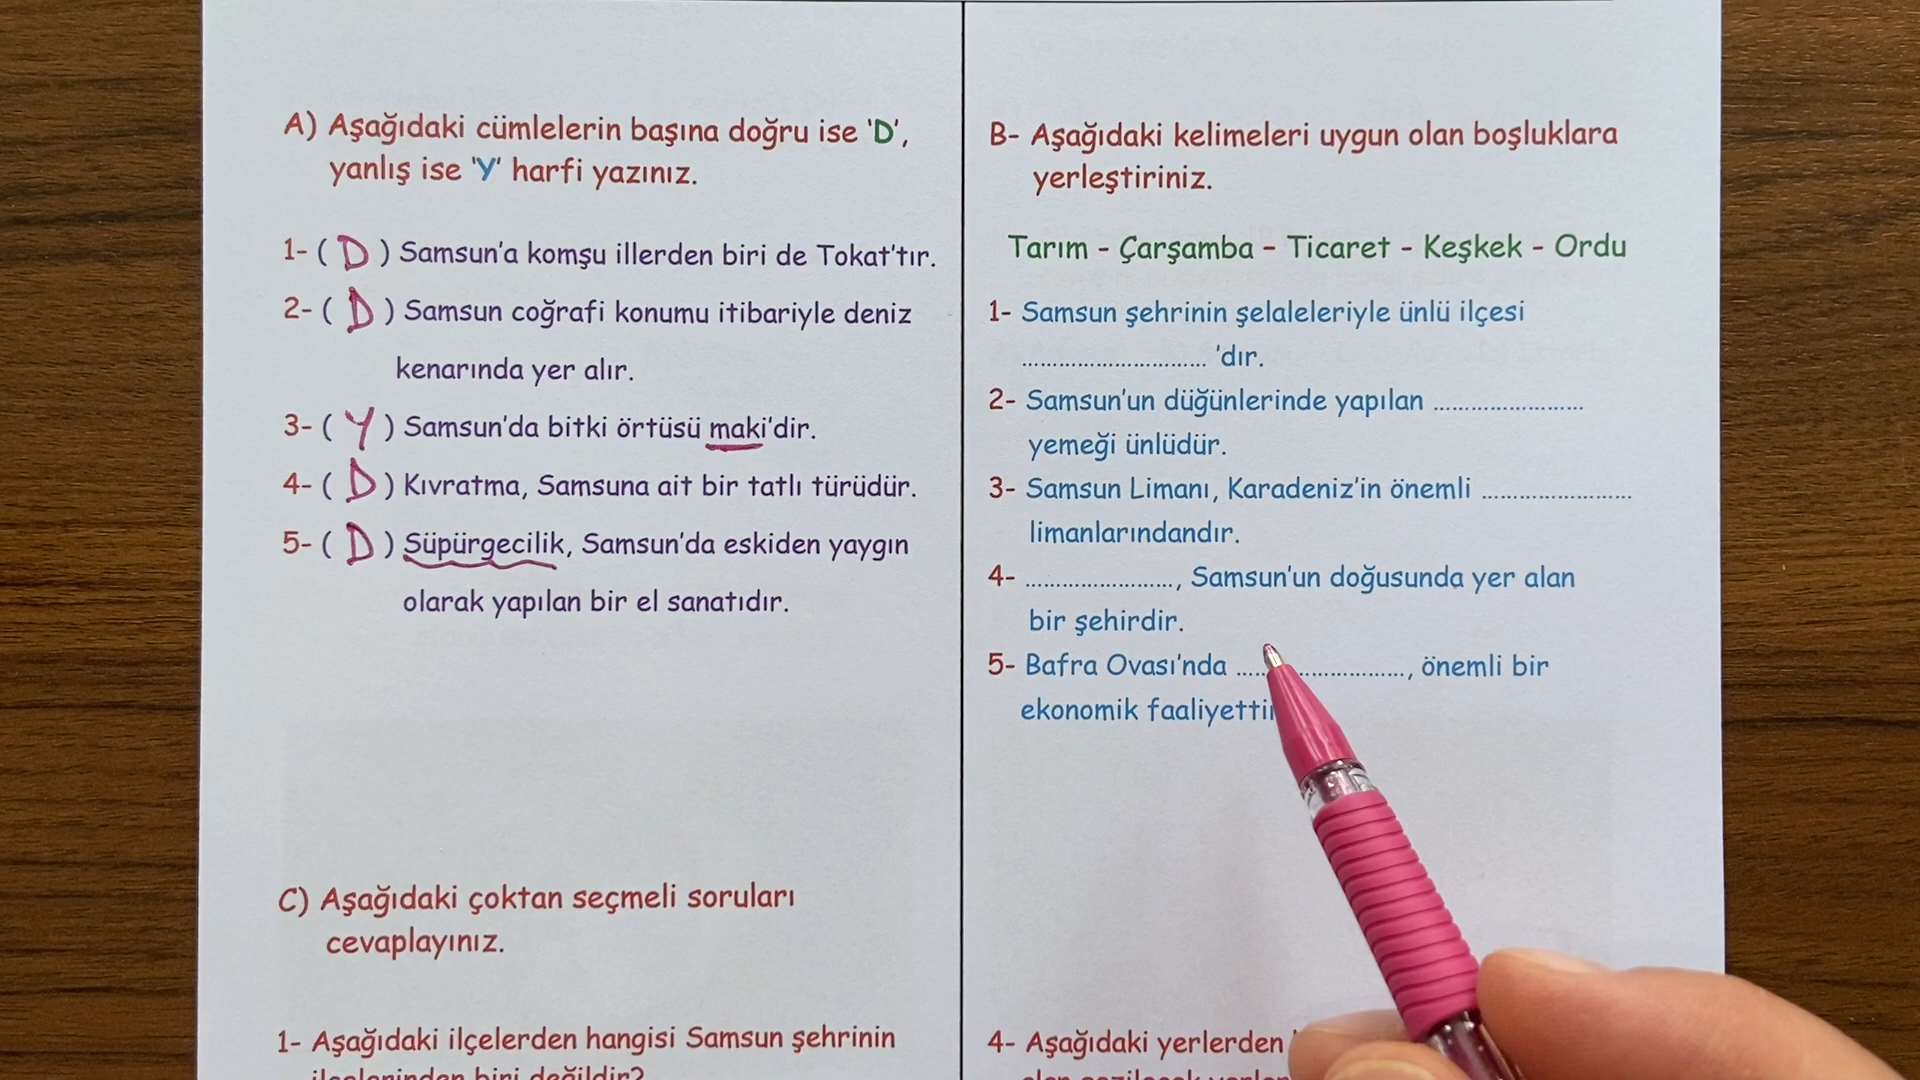 A) Aşağıdaki cümlelerin başına doğru ise 'D',
yanlış ise 'Y' harfi yazınız.
1- ( D ) Samsun'a komşu illerden biri de Tokat'tır.
2- ( D ) Samsun coğrafi konumu itibariyle deniz
kenarında yer alır.
3- ( Y ) Samsun'da bitki örtüsü maki'dir.
4- ( D ) Kıvratma, Samsuna ait bir tatlı türüdür.
5- ( D ) Süpürgecilik, Samsun'da eskiden yaygın
olarak yapılan bir el sanatıdır.
B- Aşağıdaki kelimeleri uygun olan boşluklara
yerleştiriniz.
Tarım - Çarşamba - Ticaret - Keşkek - Ordu
1- Samsun şehrinin şelaleleriyle ünlü ilçesi
............................. 'dır.
2- Samsun'un düğünlerinde yapılan ........................
yemeği ünlüdür.
3- Samsun Limanı, Karadeniz'in önemli ........................
limanlarındandır.
4- ........................, Samsun'un doğusunda yer alan
bir şehirdir.
5- Bafra Ovası'nda ..........................., önemli bir
ekonomik
C) Aşağıdaki çoktan seçmeli soruları
cevaplayınız.
1- Aşağıdaki ilçelerden hangisi Samsun şehrinin
ilçelerinden biri değildir?
4- Aşağıdaki yerlerden